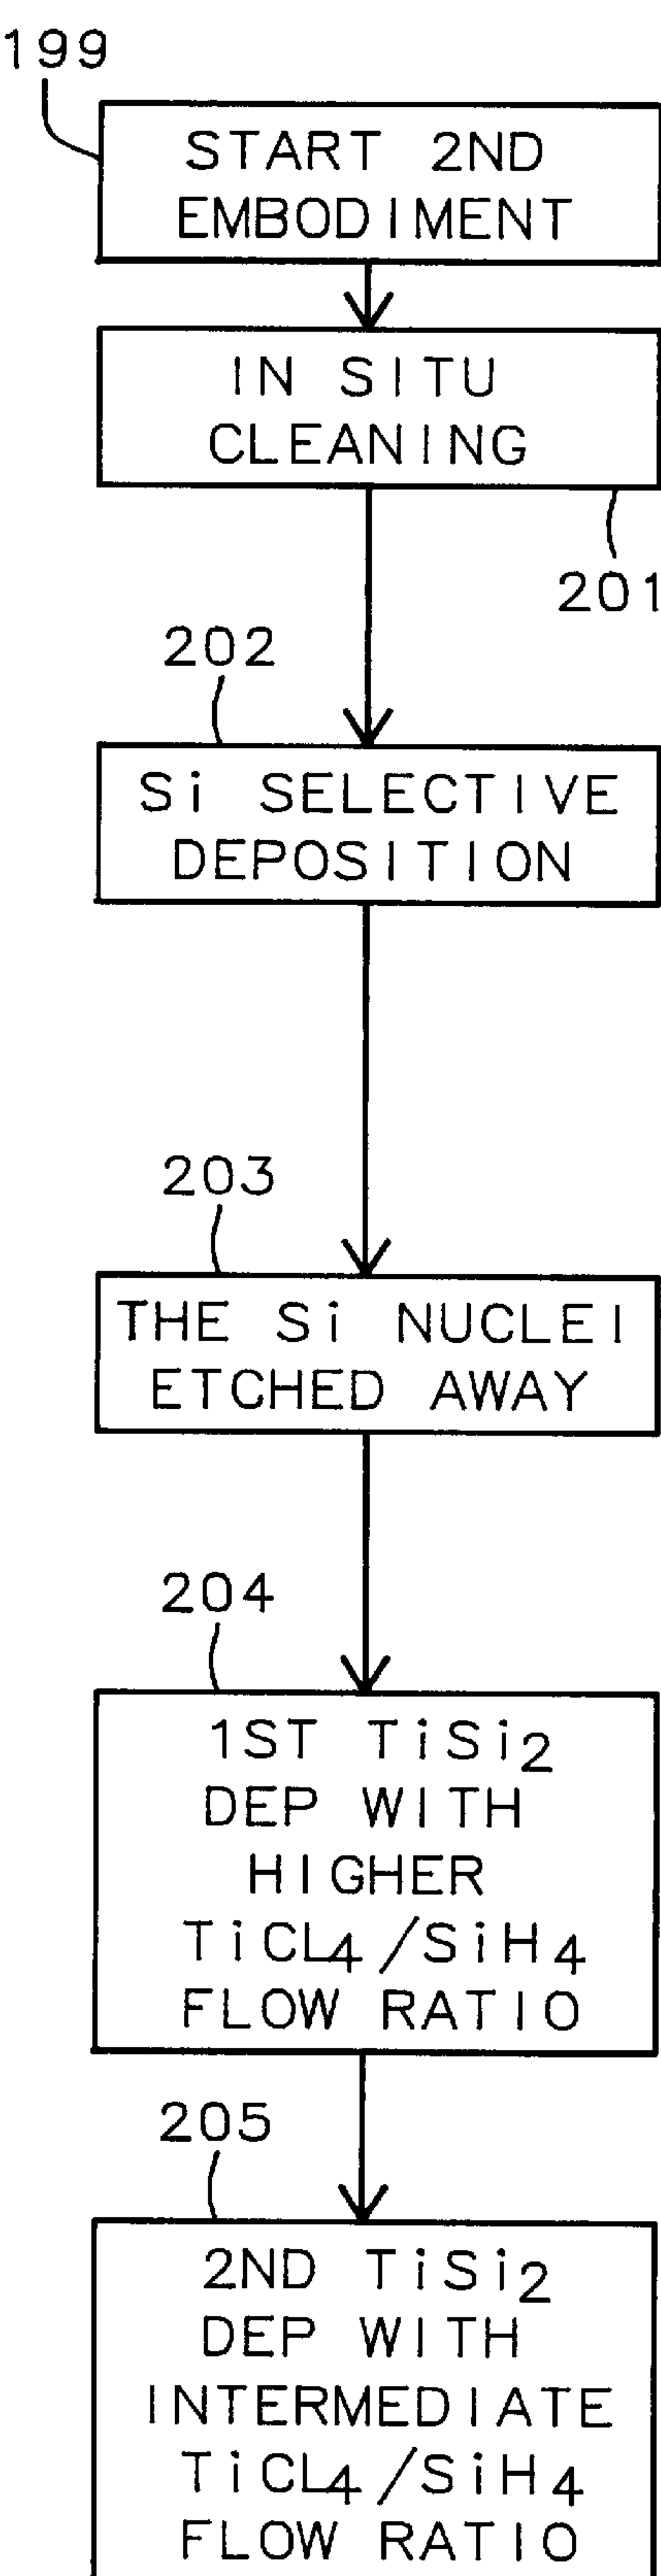 199
START 2ND
EMBODIMENT
IN SITU
CLEANING
201
202
Si SELECTIVE
DEPOSITION
203
THE Si NUCLEI
ETCHED AWAY
204
1ST TiSi2
DEP WITH
HIGHER
TiCL4/SiH4
FLOW RATIO
205
2ND TiSi2
DEP WITH
INTERMEDIATE
TiCL4/SiH4
FLOW RATIO